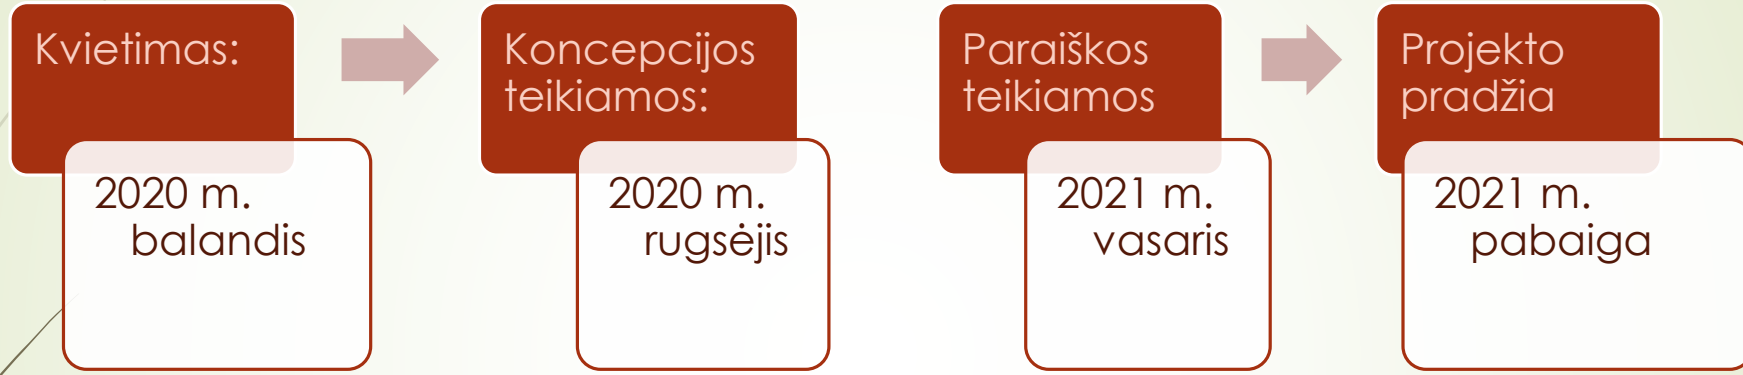 Kvietimas:
2020 m.
balandis
Koncepcijos
teikiamos:
2020 m.
rugsėjis
Paraiškos
teikiamos
2021 m.
vasaris
Projekto
pradžia
2021 m.
pabaiga